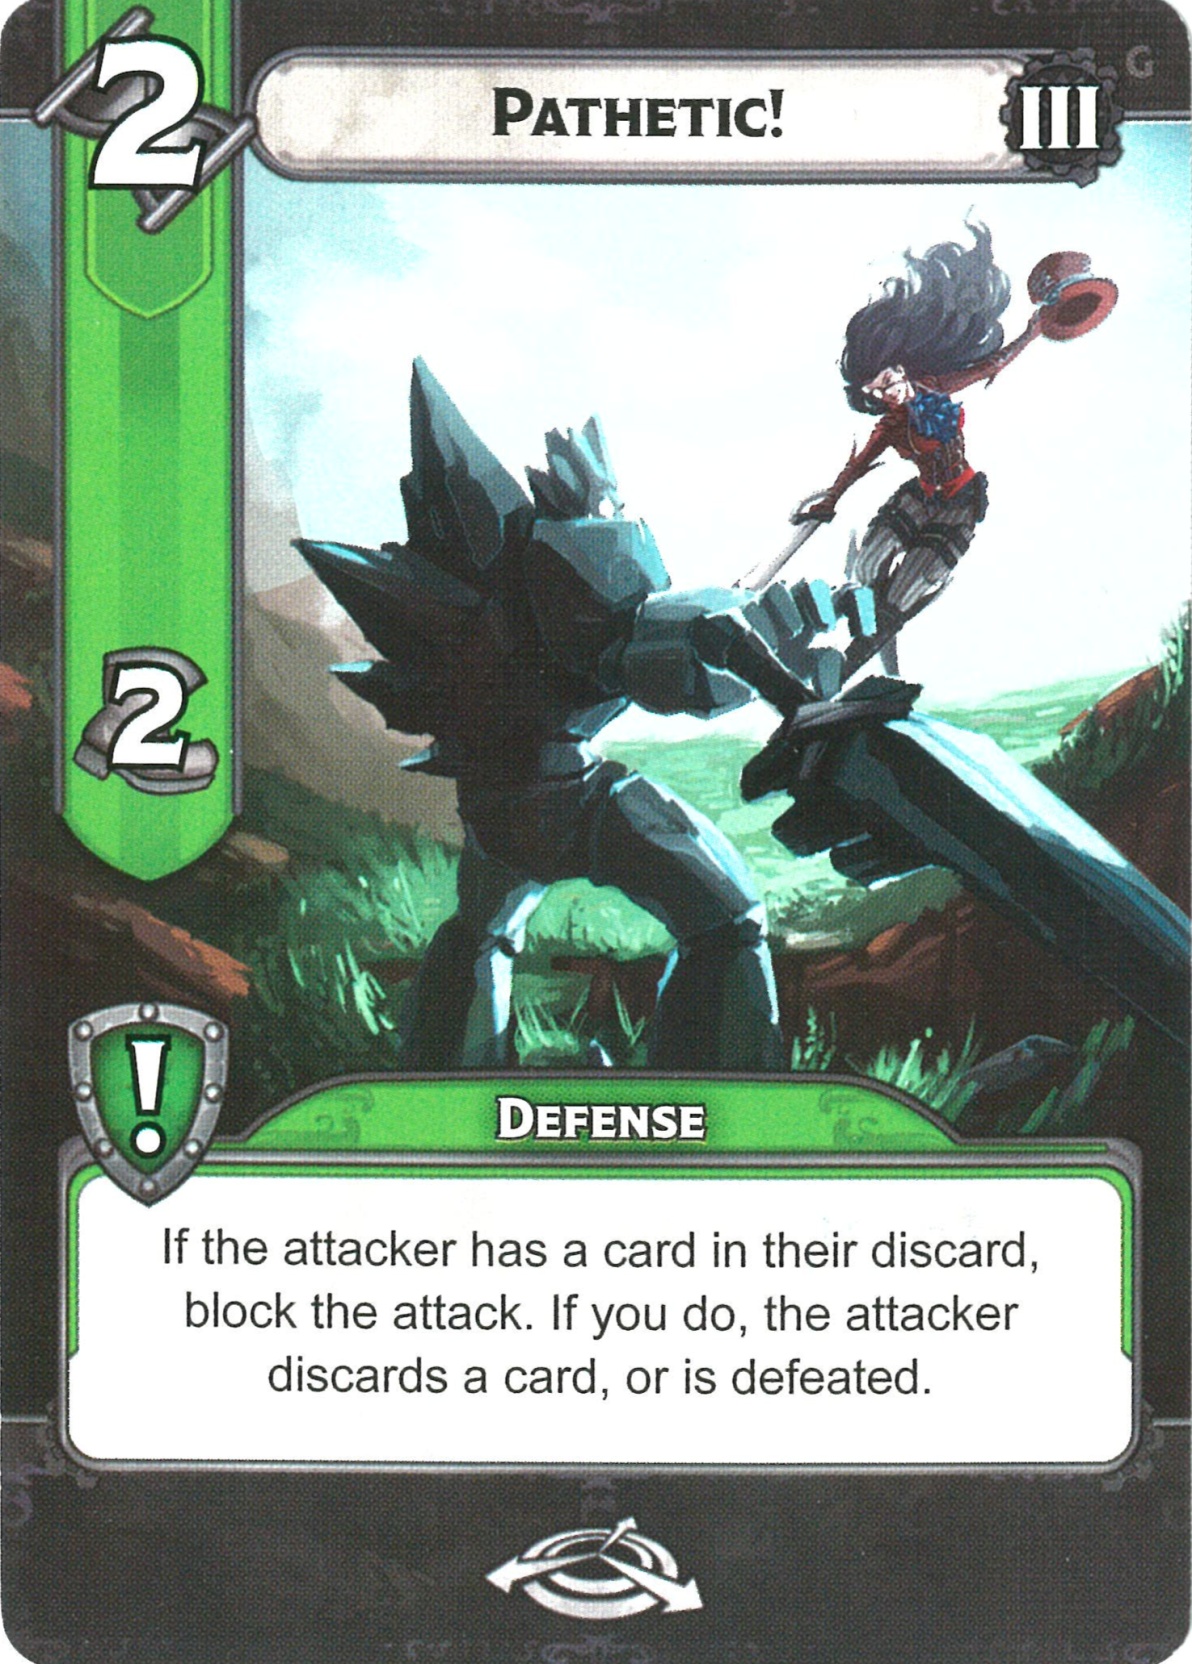 2
PATHETIC!
III
G
2
!
DEFENSE
If the attacker has a card in their discard,
block the attack. If you do, the attacker
discards a card, or is defeated.